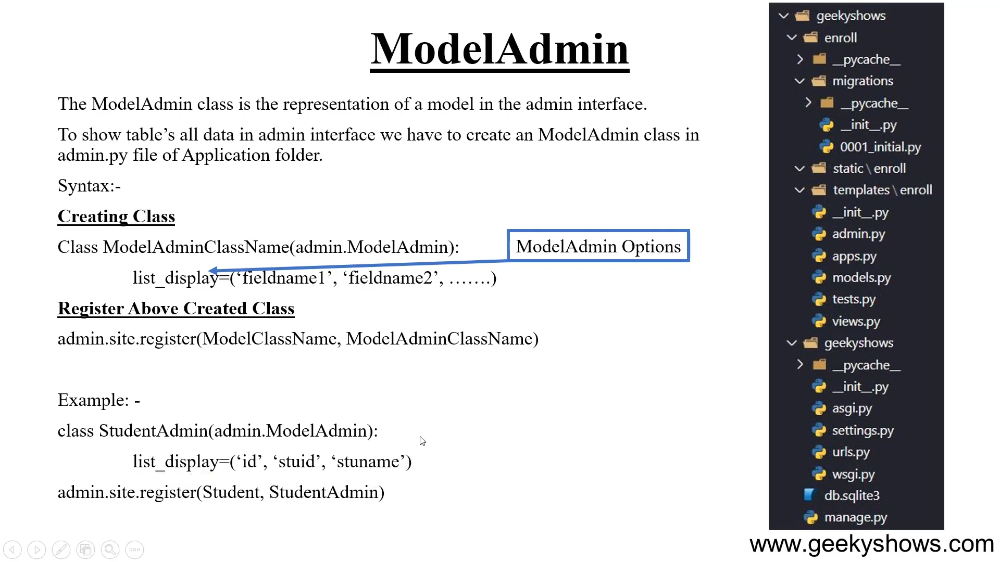 ModelAdmin
The ModelAdmin class is the representation of a model in the admin interface.
To show table’s all data in admin interface we have to create an ModelAdmin class in
admin.py file of Application folder.
Syntax:-
Creating Class
Class ModelAdminClassName(admin.ModelAdmin):
ModelAdmin Options
list_display=(‘fieldname1’, ‘fieldname2’, …….)
Register Above Created Class
admin.site.register(ModelClassName, ModelAdminClassName)
Example: -
class StudentAdmin(admin.ModelAdmin):
list_display=(‘id’, ‘stuid’, ‘stuname’)
admin.site.register(Student, StudentAdmin)
geekyshows
enroll
__pycache__
migrations
__pycache__
__init__.py
0001_initial.py
static \ enroll
templates \ enroll
__init__.py
admin.py
apps.py
models.py
tests.py
views.py
geekyshows
__pycache__
__init__.py
asgi.py
settings.py
urls.py
wsgi.py
db.sqlite3
manage.py
www.geekyshows.com